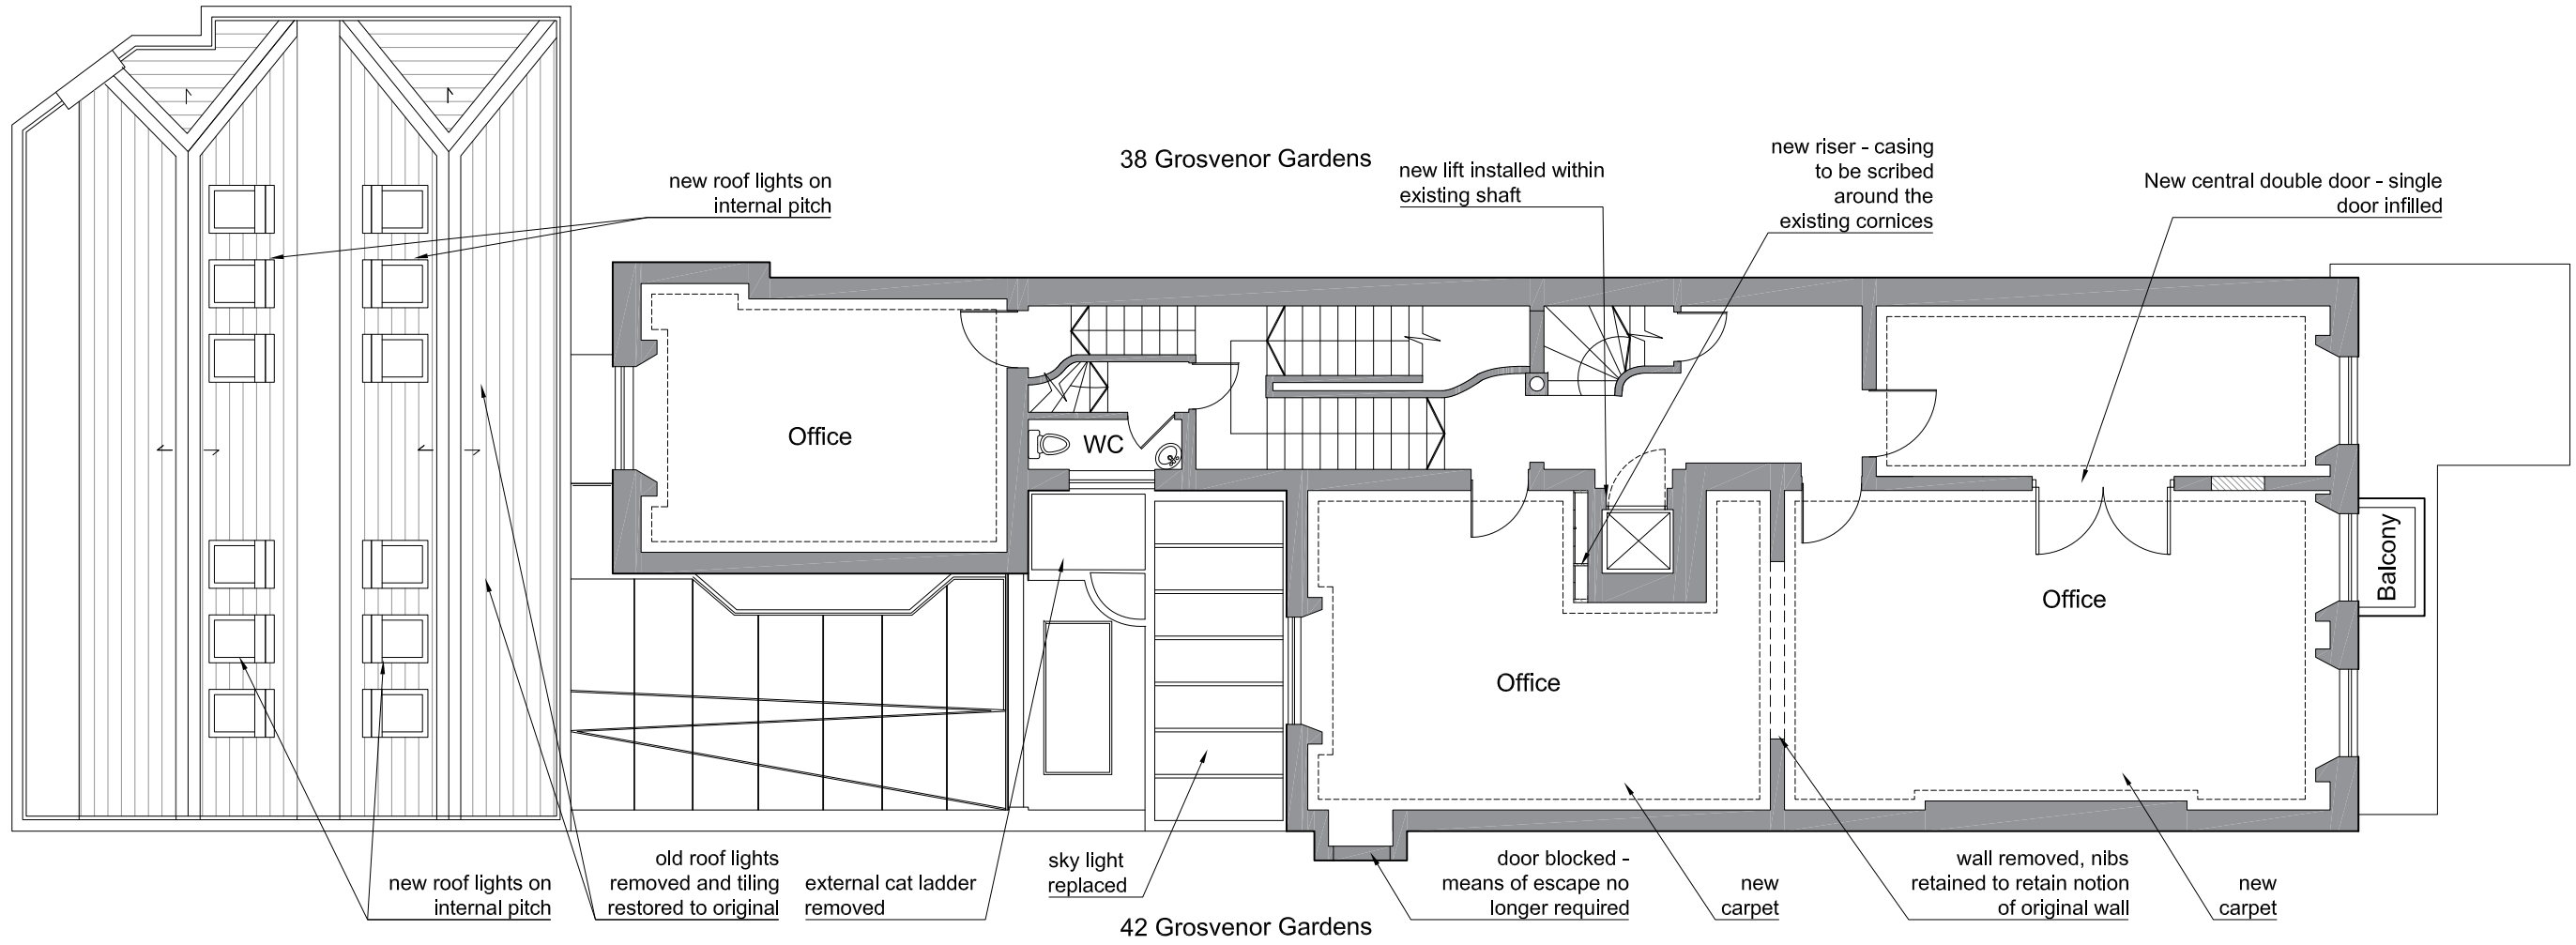 38 Grosvenor Gardens
new roof lights on
internal pitch
new lift installed within
existing shaft
new riser - casing
to be scribed
around the
existing cornices
New central double door - single
door infilled
Office
WC
Office
Office
Balcony
new roof lights on
internal pitch
old roof lights
removed and tiling
restored to original
external cat ladder
removed
sky light
replaced
door blocked -
means of escape no
longer required
new
carpet
wall removed, nibs
retained to retain notion
of original wall
new
carpet
42 Grosvenor Gardens